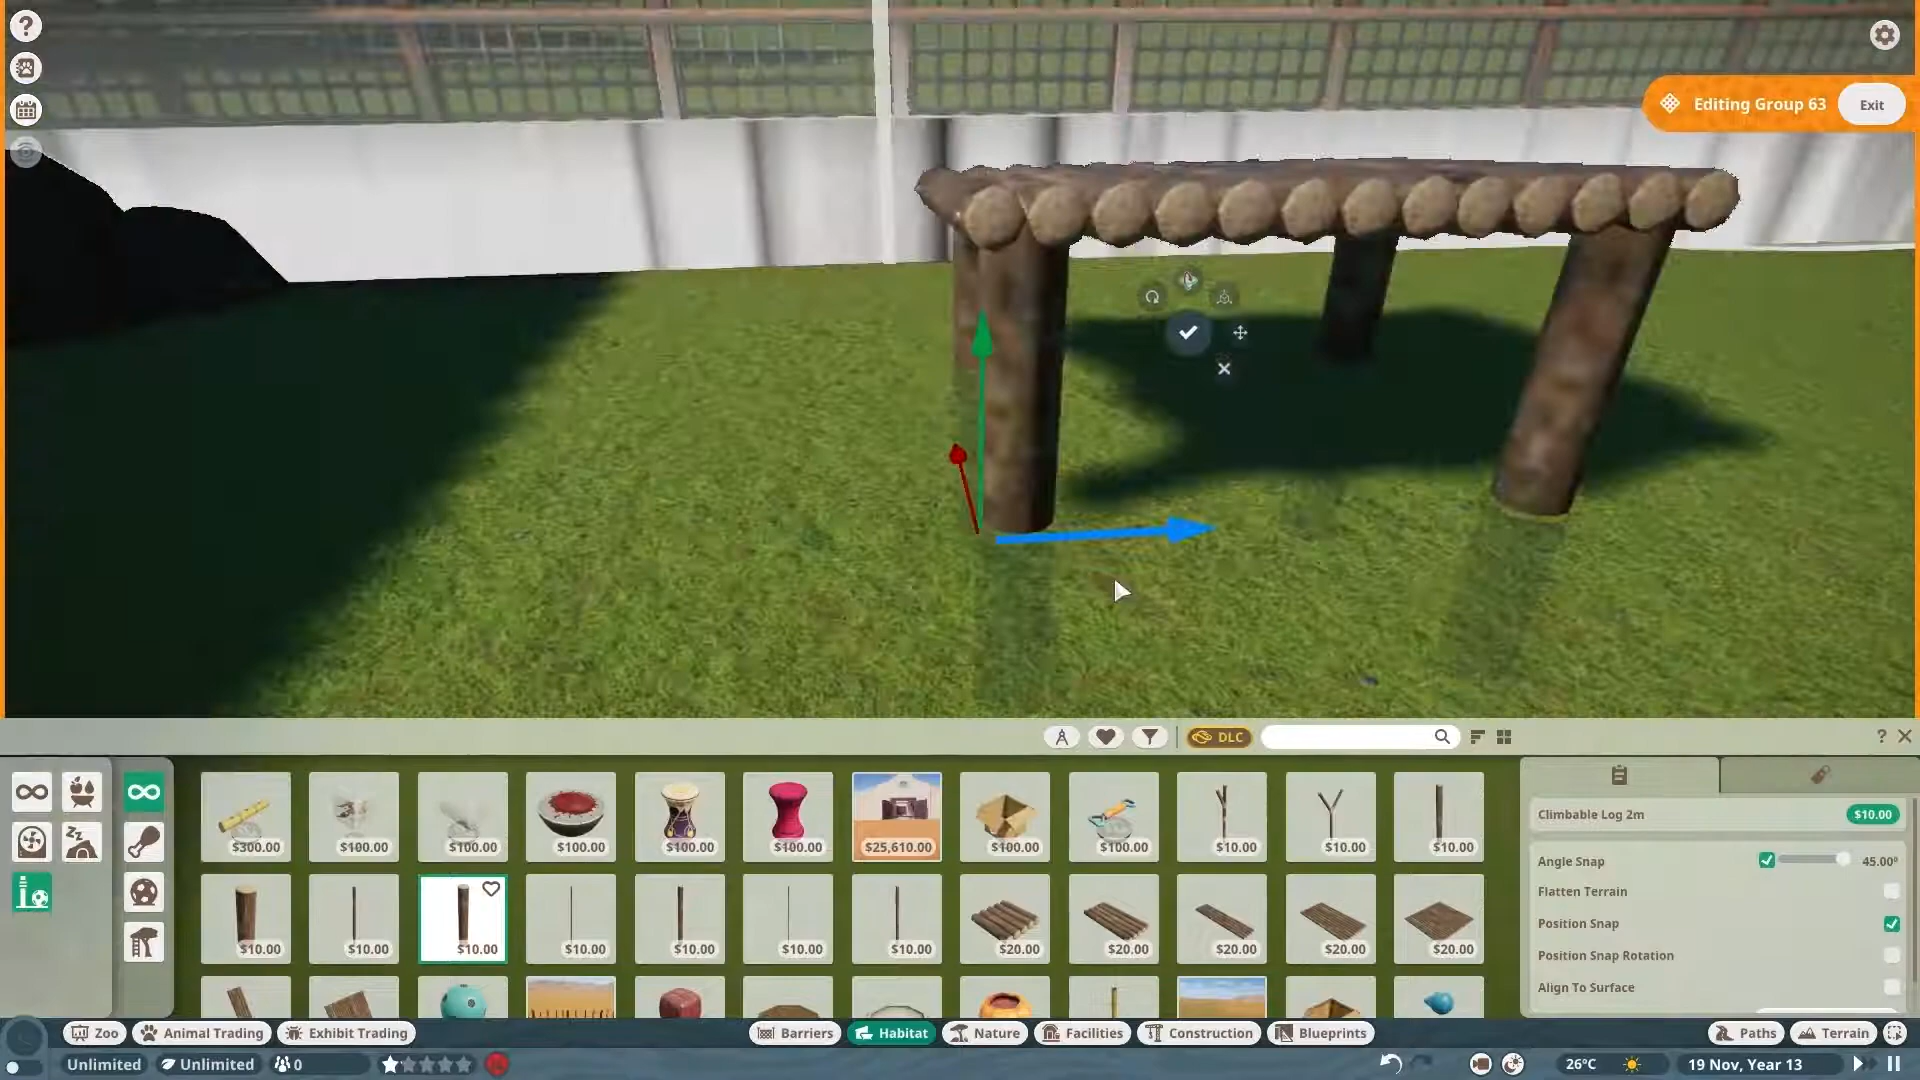 ?
Editing Group 63 Exit
DLC
? 
$300.00 $100.00 $100.00 $100.00 $100.00 $100.00 $25,610.00 $100.00 $100.00 $10.00 $10.00 $10.00
$10.00 $10.00 $10.00 $10.00 $10.00 $10.00 $10.00 $20.00 $20.00 $20.00 $20.00 $20.00
Climbable Log 2m $10.00
Angle Snap 45.00°
Flatten Terrain
Position Snap
Position Snap Rotation
Align To Surface
Zoo Animal Trading Exhibit Trading Barriers Habitat Nature Facilities Construction Blueprints Paths Terrain
Unlimited Unlimited 0 26°C 19 Nov, Year 13